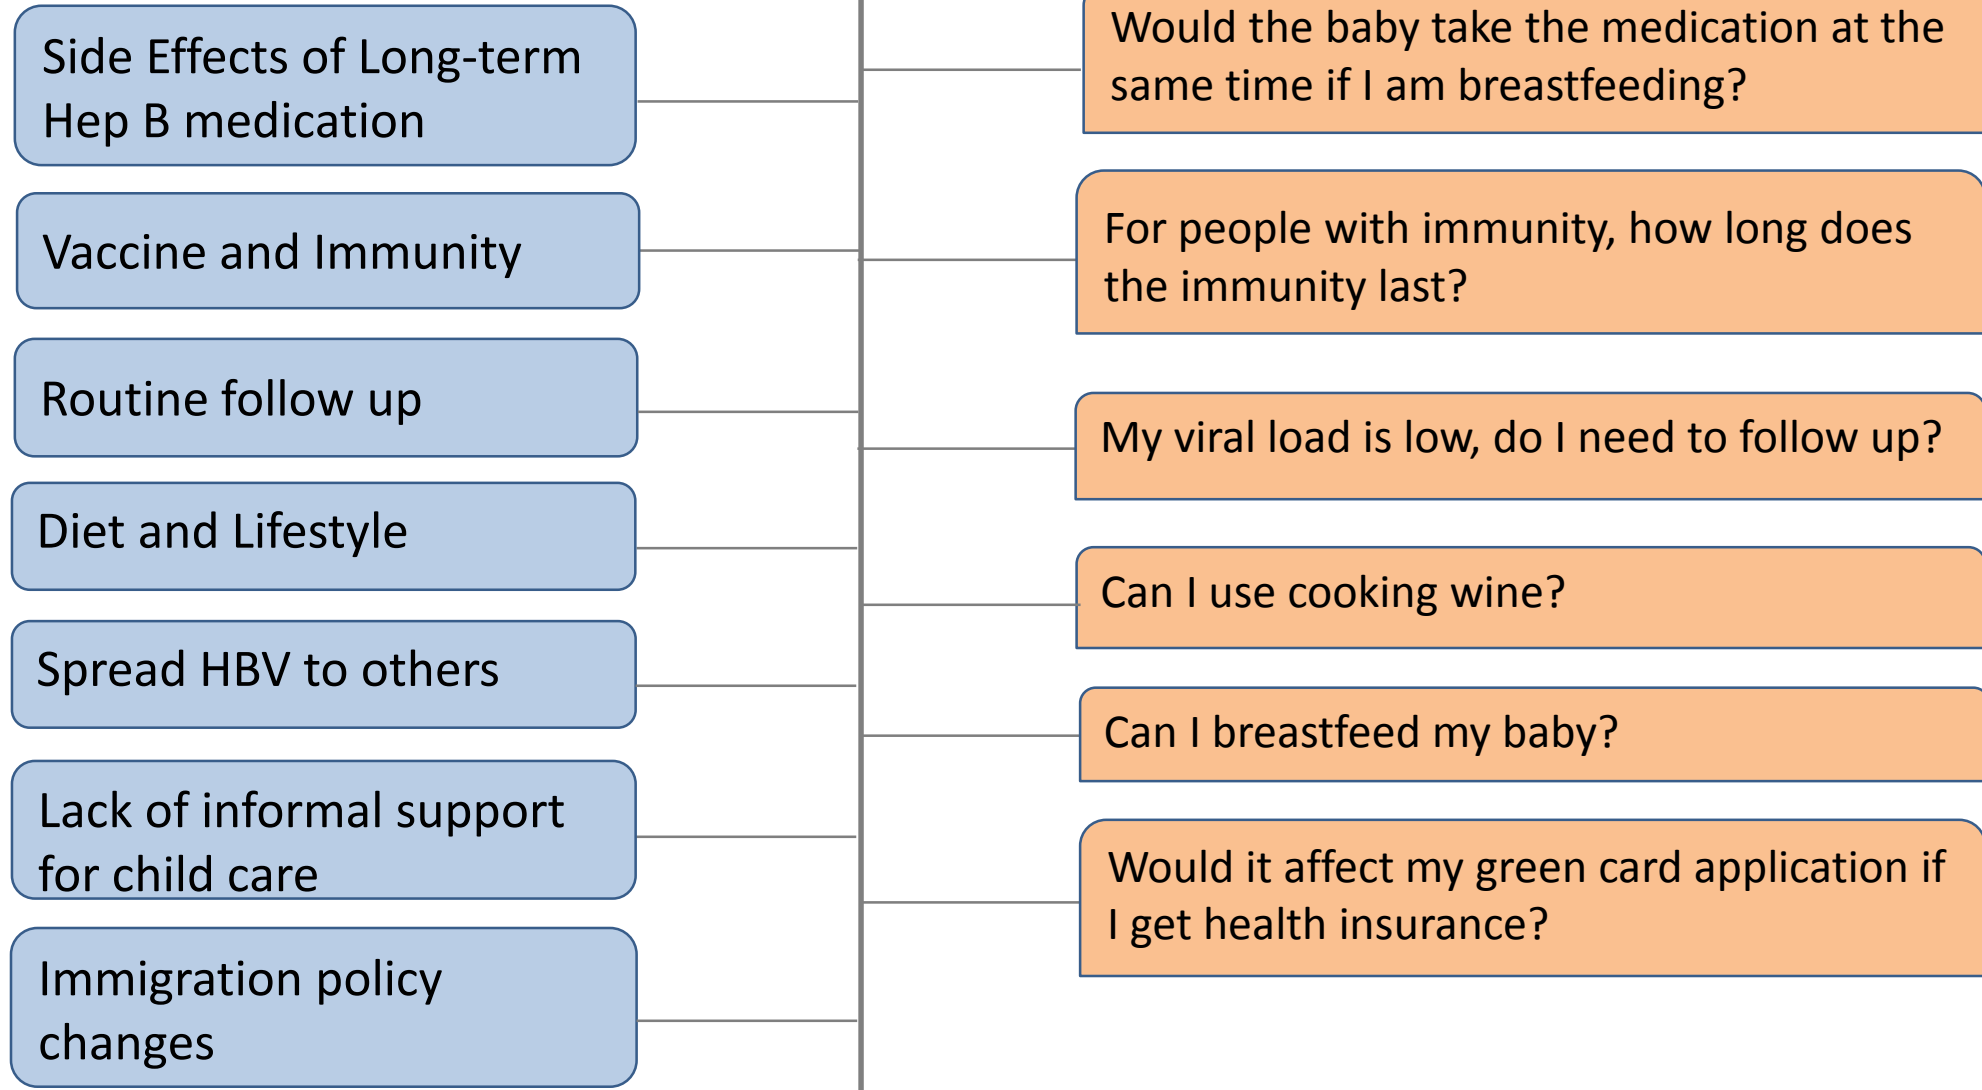 Side Effects of Long-term
Hep B medication
Vaccine and Immunity
Routine follow up
Diet and Lifestyle
Spread HBV to others
Lack of informal support
for child care
Immigration policy
changes
Would the baby take the medication at the
same time if I am breastfeeding?
For people with immunity, how long does
the immunity last?
My viral load is low, do I need to follow up?
Can I use cooking wine?
Can I breastfeed my baby?
Would it affect my green card application if
I get health insurance?